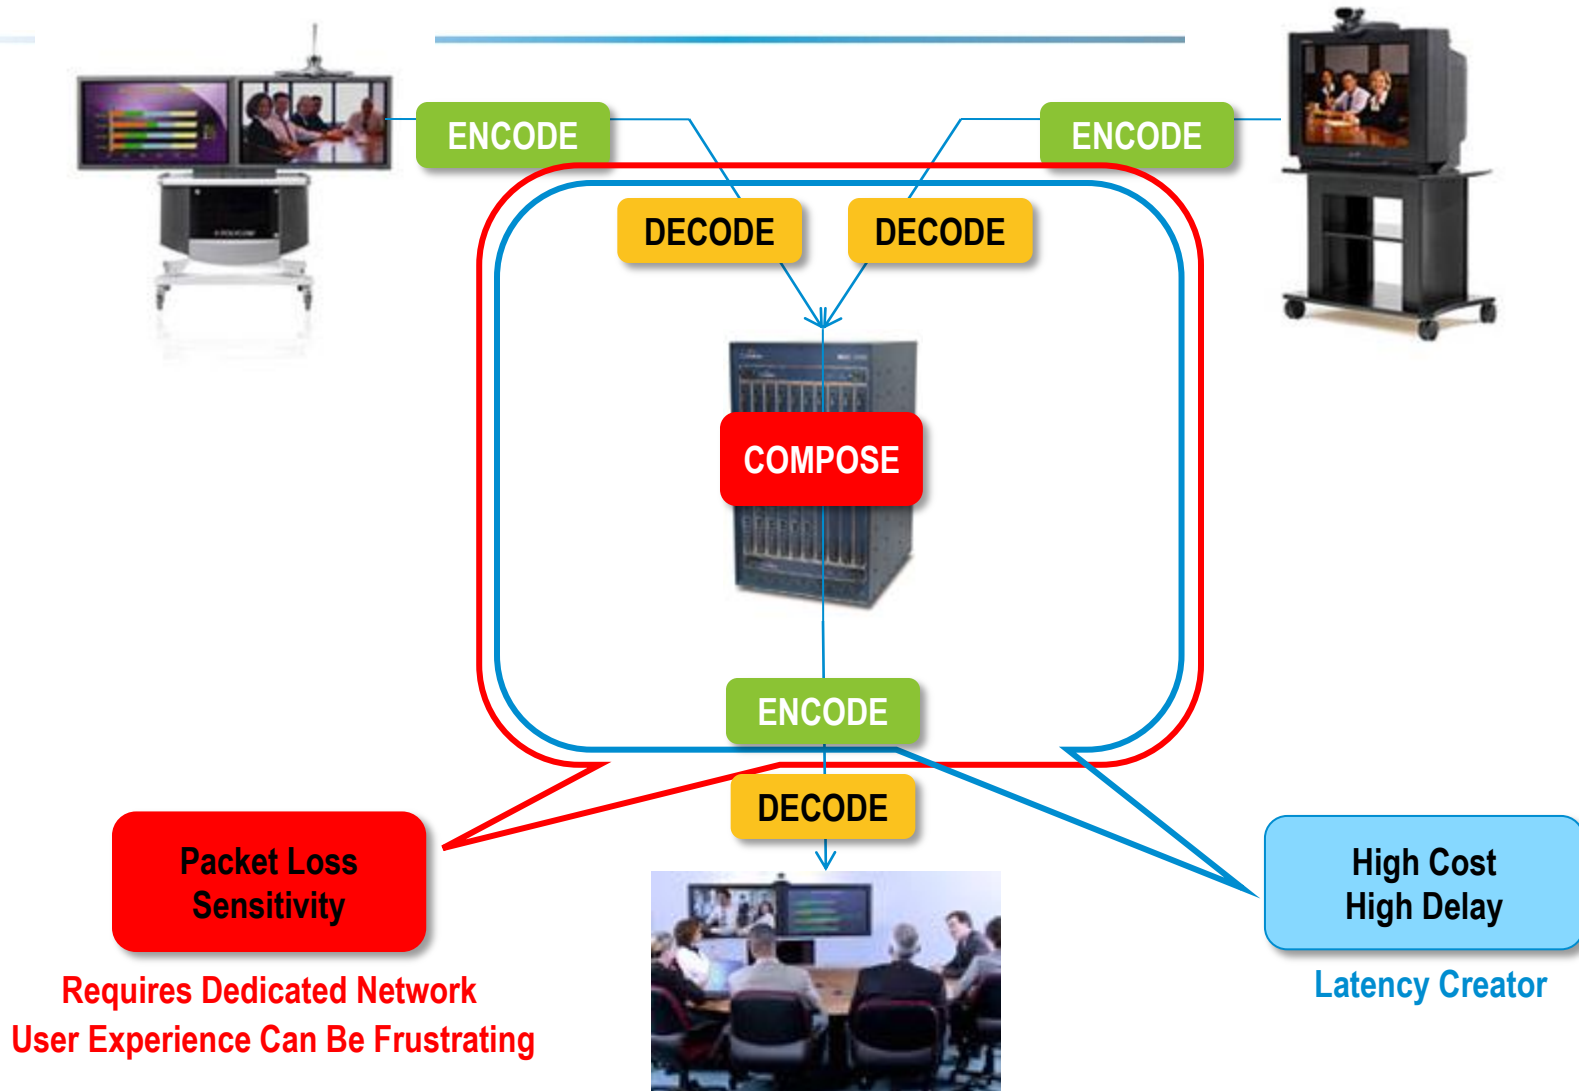 ENCODE
ENCODE
DECODE
DECODE
COMPOSE
ENCODE
DECODE
Packet Loss
Sensitivity
High Cost
High Delay
Requires Dedicated Network
User Experience Can Be Frustrating
Latency Creator
POLYCOM